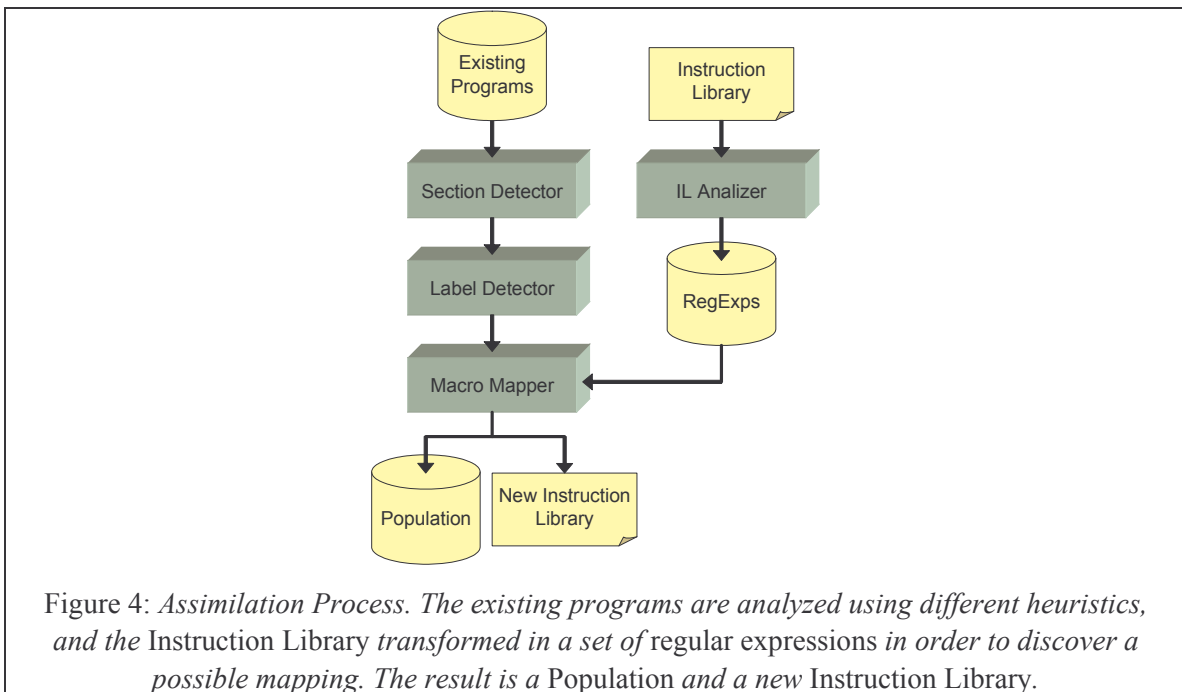 Existing
Programs
Instruction
Library
Section Detector
IL Analizer
Label Detector
RegExps
Macro Mapper
Population
New Instruction
Library
Figure 4: Assimilation Process. The existing programs are analyzed using different heuristics,
and the Instruction Library transformed in a set of regular expressions in order to discover a
possible mapping. The result is a Population and a new Instruction Library.